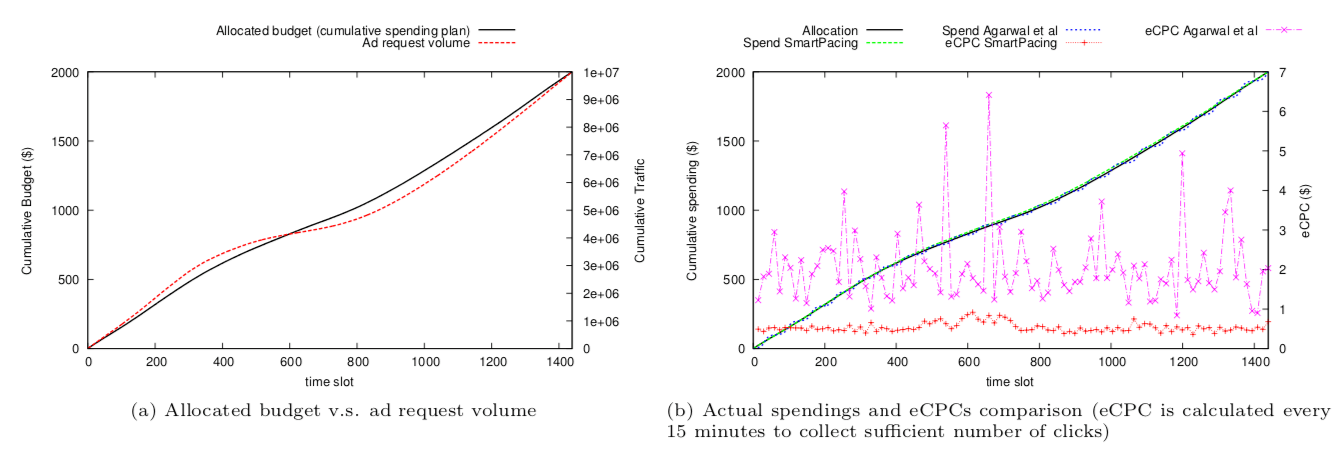 Allocated budget (cumulative spending plan)
Ad request volume
2000
1500
1000
500
0
Cumulative Budget ($)
1e+07
9e+06
8e+06
7e+06
6e+06
5e+06
4e+06
3e+06
2e+06
1e+06
0
Cumulative Traffic
0 200 400 600 800 1000 1200 1400
time slot
(a) Allocated budget v.s. ad request volume
Allocation
Spend SmartPacing
Spend Agarwal et al
eCPC SmartPacing
eCPC Agarwal et al
2000
1500
1000
500
0
Cumulative spending ($)
7
6
5
4
3
2
1
0
eCPC ($)
0 200 400 600 800 1000 1200 1400
time slot
(b) Actual spendings and eCPCs comparison (eCPC is calculated every
15 minutes to collect sufficient number of clicks)